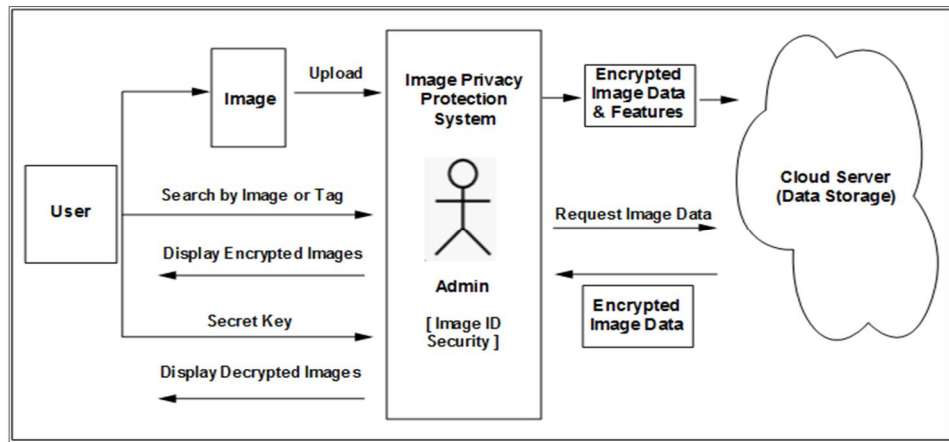 User
Image
Upload
Search by Image or Tag
Display Encrypted Images
Secret Key
Display Decrypted Images
Image Privacy
Protection
System
Admin
[ Image ID
Security ]
Encrypted
Image Data
& Features
Request Image Data
Encrypted
Image Data
Cloud Server
(Data Storage)